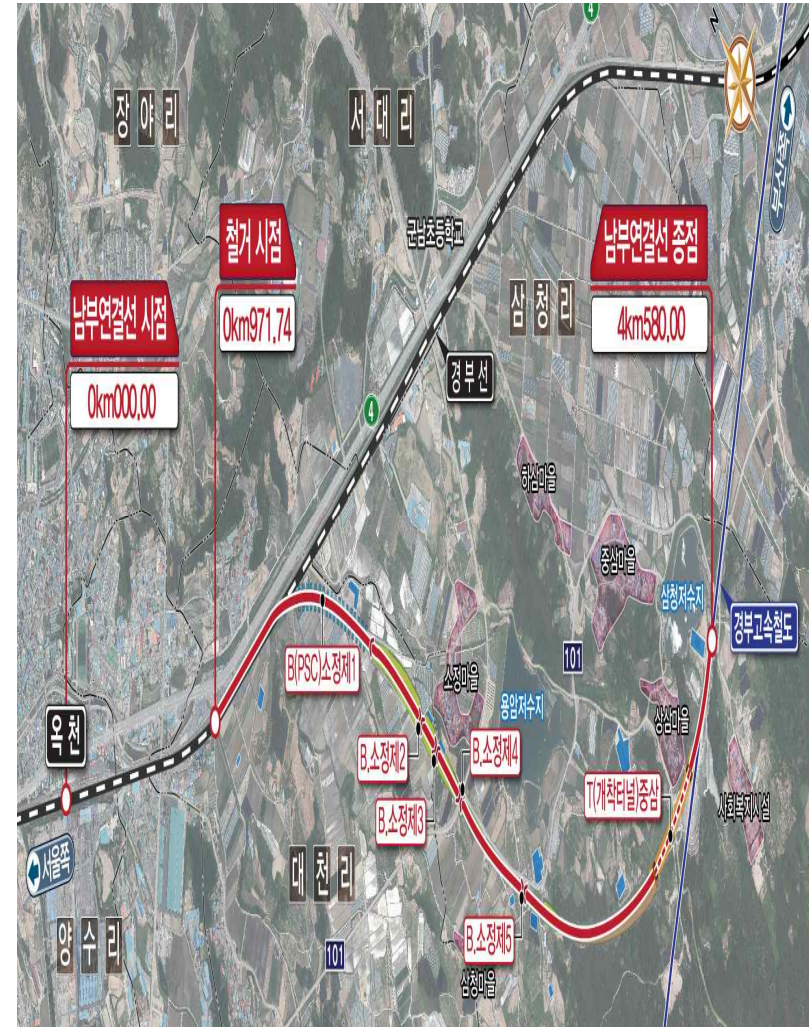 4
N
장야리
서대리
부산쪽
군남초등학교
철거 시점
0km971.74
남부연결선 종점
4km580.00
삼청리
남부연결선 시점
0km000.00
경부선
4
하삼마을
중삼마을
삼청저수지
경부고속철도
101
B(PSC)소정제1
소정마을
용암저수지
상삼마을
옥천
B.소정제2
B.소정제4
T(개착터널)중삼
사회복지시설
B.소정제3
서울쪽
대천리
양수리
101
B.소정제5
삼청마을